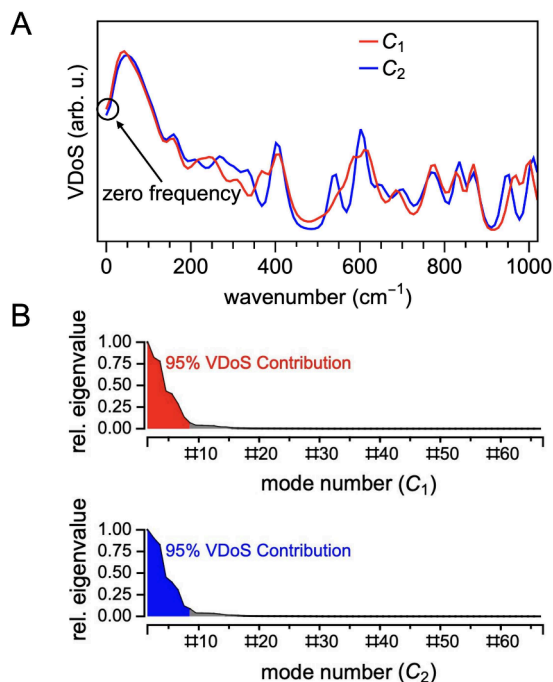 A
C₁
C₂
VDoS (arb. u.)
zero frequency
0 200 400 600 800 1000
wavenumber (cm⁻¹)
B
1.00
0.75
0.50
0.25
0.00
rel. eigenvalue
95% VDoS Contribution
#10 #20 #30 #40 #50 #60
mode number (C₁)
1.00
0.75
0.50
0.25
0.00
rel. eigenvalue
95% VDoS Contribution
#10 #20 #30 #40 #50 #60
mode number (C₂)